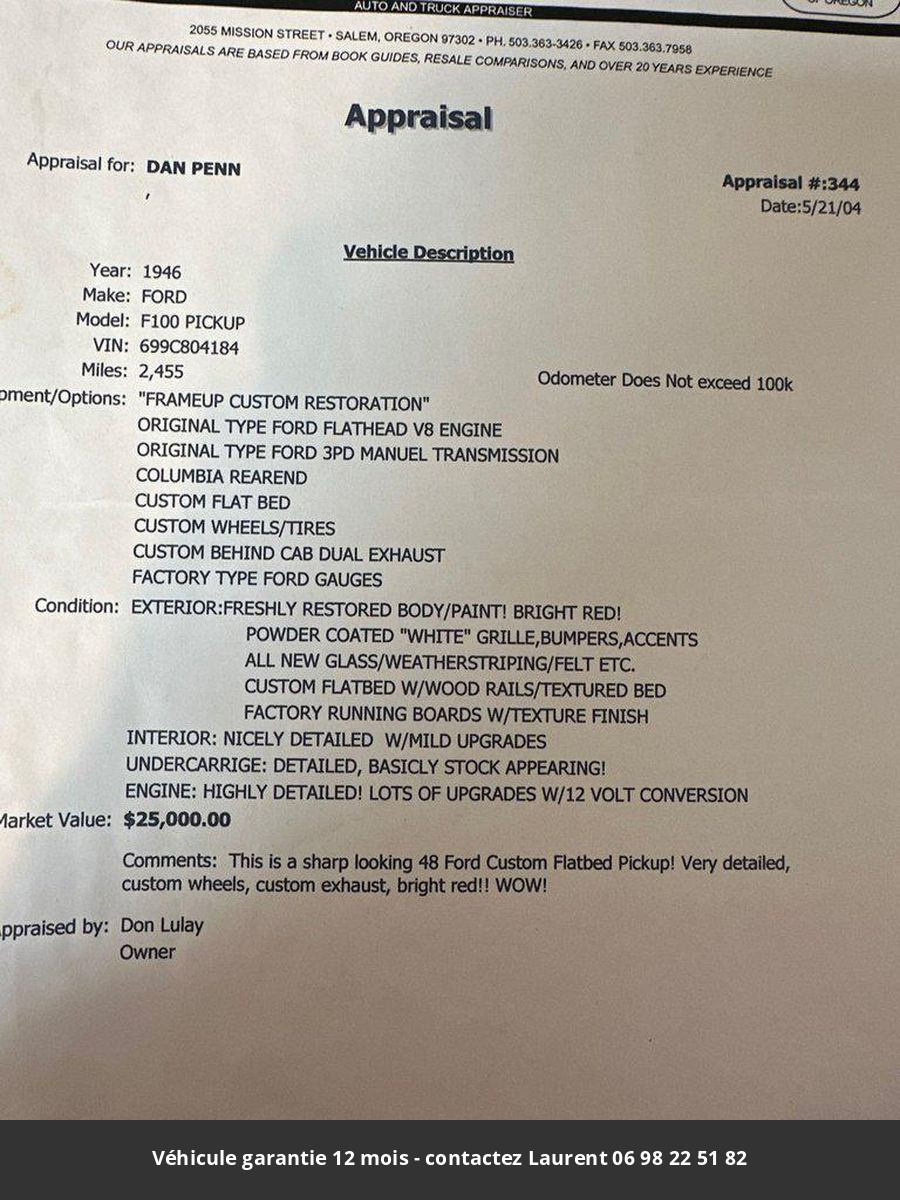 AUTO AND TRUCK APPRAISER
OF OREGON
2055 MISSION STREET • SALEM, OREGON 97302 • PH. 503.363-3426 • FAX 503.363.7958
OUR APPRAISALS ARE BASED FROM BOOK GUIDES, RESALE COMPARISONS, AND OVER 20 YEARS EXPERIENCE
Appraisal
Appraisal for: DAN PENN
,
Appraisal #:344
Date:5/21/04
Vehicle Description
Year: 1946
Make: FORD
Model: F100 PICKUP
VIN: 699C804184
Miles: 2,455
Odometer Does Not exceed 100k
pment/Options: "FRAMEUP CUSTOM RESTORATION"
ORIGINAL TYPE FORD FLATHEAD V8 ENGINE
ORIGINAL TYPE FORD 3PD MANUEL TRANSMISSION
COLUMBIA REAREND
CUSTOM FLAT BED
CUSTOM WHEELS/TIRES
CUSTOM BEHIND CAB DUAL EXHAUST
FACTORY TYPE FORD GAUGES
Condition: EXTERIOR:FRESHLY RESTORED BODY/PAINT! BRIGHT RED!
POWDER COATED "WHITE" GRILLE,BUMPERS,ACCENTS
ALL NEW GLASS/WEATHERSTRIPING/FELT ETC.
CUSTOM FLATBED W/WOOD RAILS/TEXTURED BED
FACTORY RUNNING BOARDS W/TEXTURE FINISH
INTERIOR: NICELY DETAILED W/MILD UPGRADES
UNDERCARRIGE: DETAILED, BASICLY STOCK APPEARING!
ENGINE: HIGHLY DETAILED! LOTS OF UPGRADES W/12 VOLT CONVERSION
Market Value: $25,000.00
Comments: This is a sharp looking 48 Ford Custom Flatbed Pickup! Very detailed,
custom wheels, custom exhaust, bright red!! WOW!
ppraised by: Don Lulay
Owner
Véhicule garantie 12 mois - contactez Laurent 06 98 22 51 82